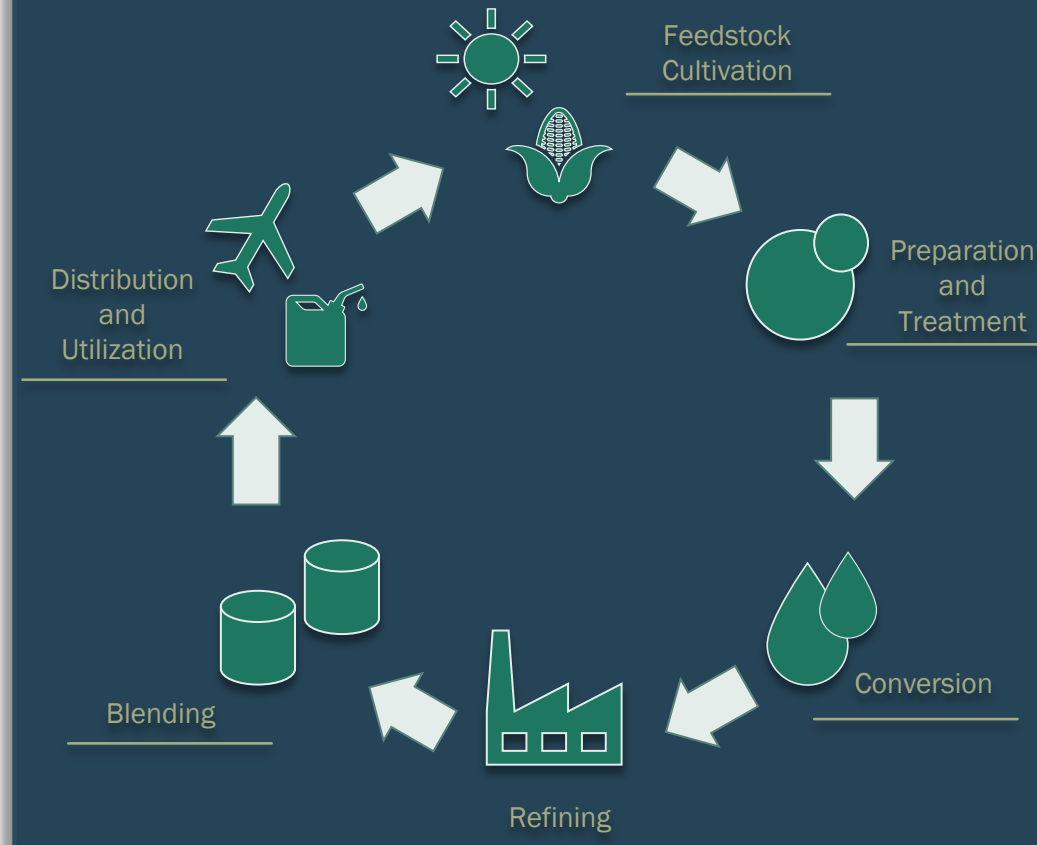 Feedstock
Cultivation
Preparation
and
Treatment
Conversion
Refining
Blending
Distribution
and
Utilization